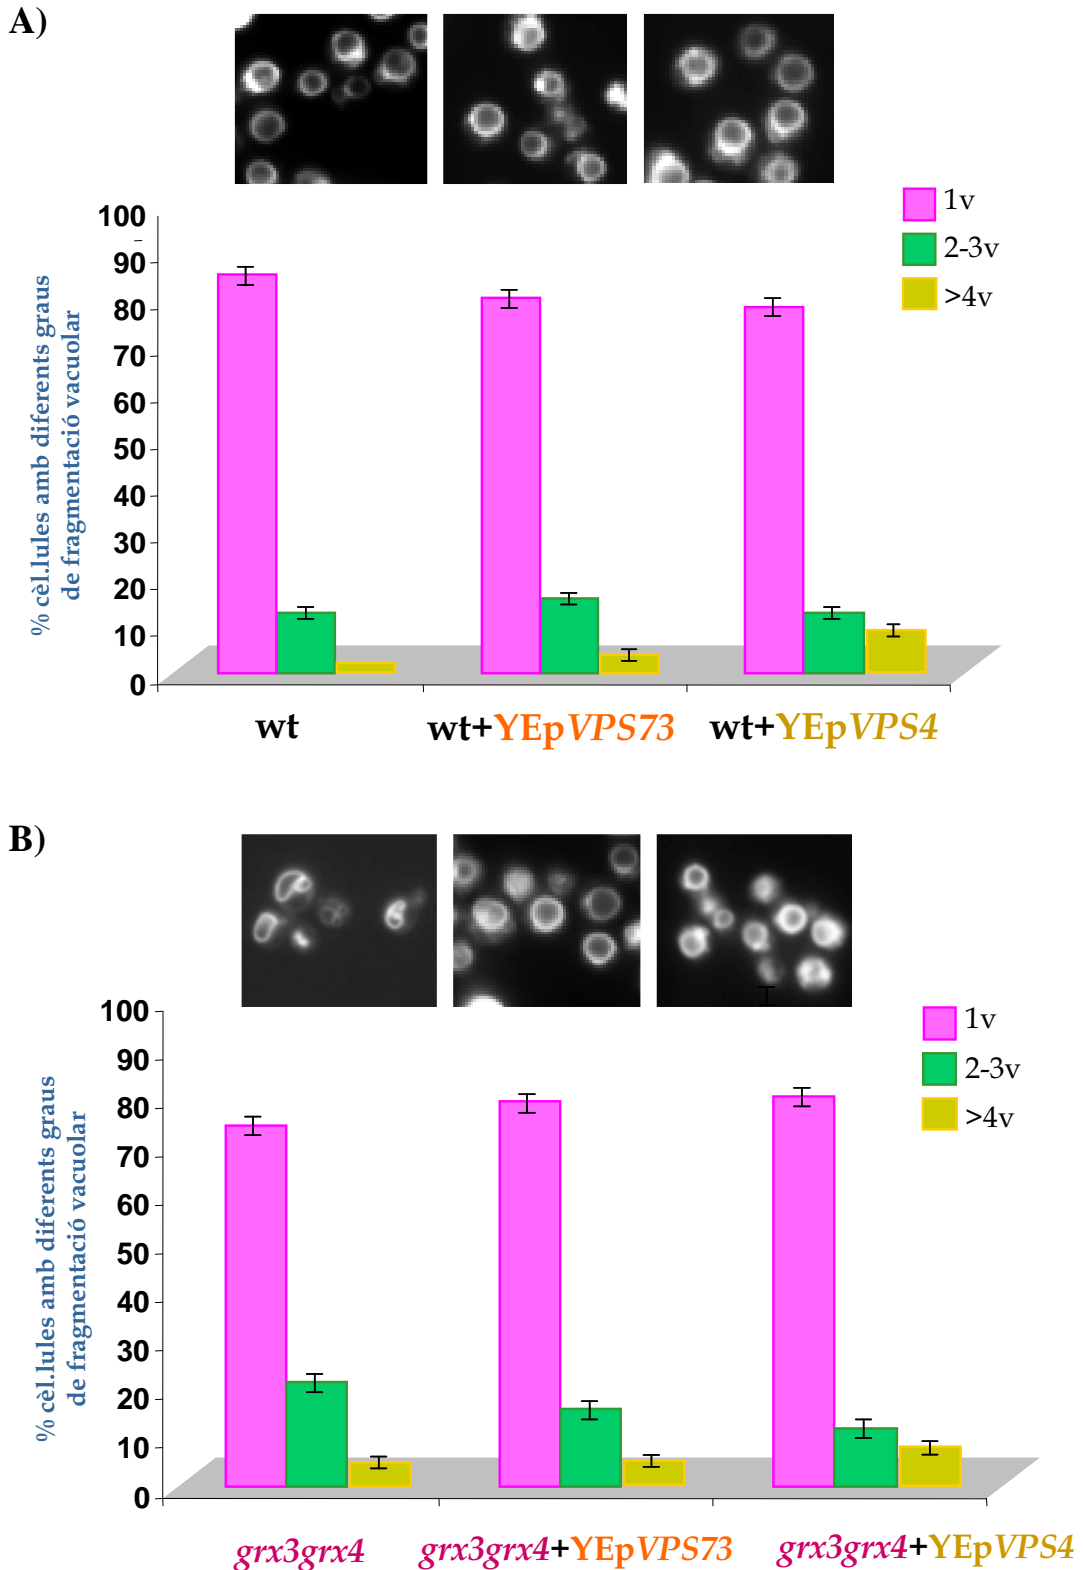 A)
1v
2-3v
>4v
% cèl.lules amb diferents graus
de fragmentació vacuolar
100
90
80
70
60
50
40
30
20
10
0
wt
wt+YEpVPS73
wt+YEpVPS4
B)
1v
2-3v
>4v
% cèl.lules amb diferents graus
de fragmentació vacuolar
100
90
80
70
60
50
40
30
20
10
0
grx3grx4
grx3grx4+YEpVPS73
grx3grx4+YEpVPS4